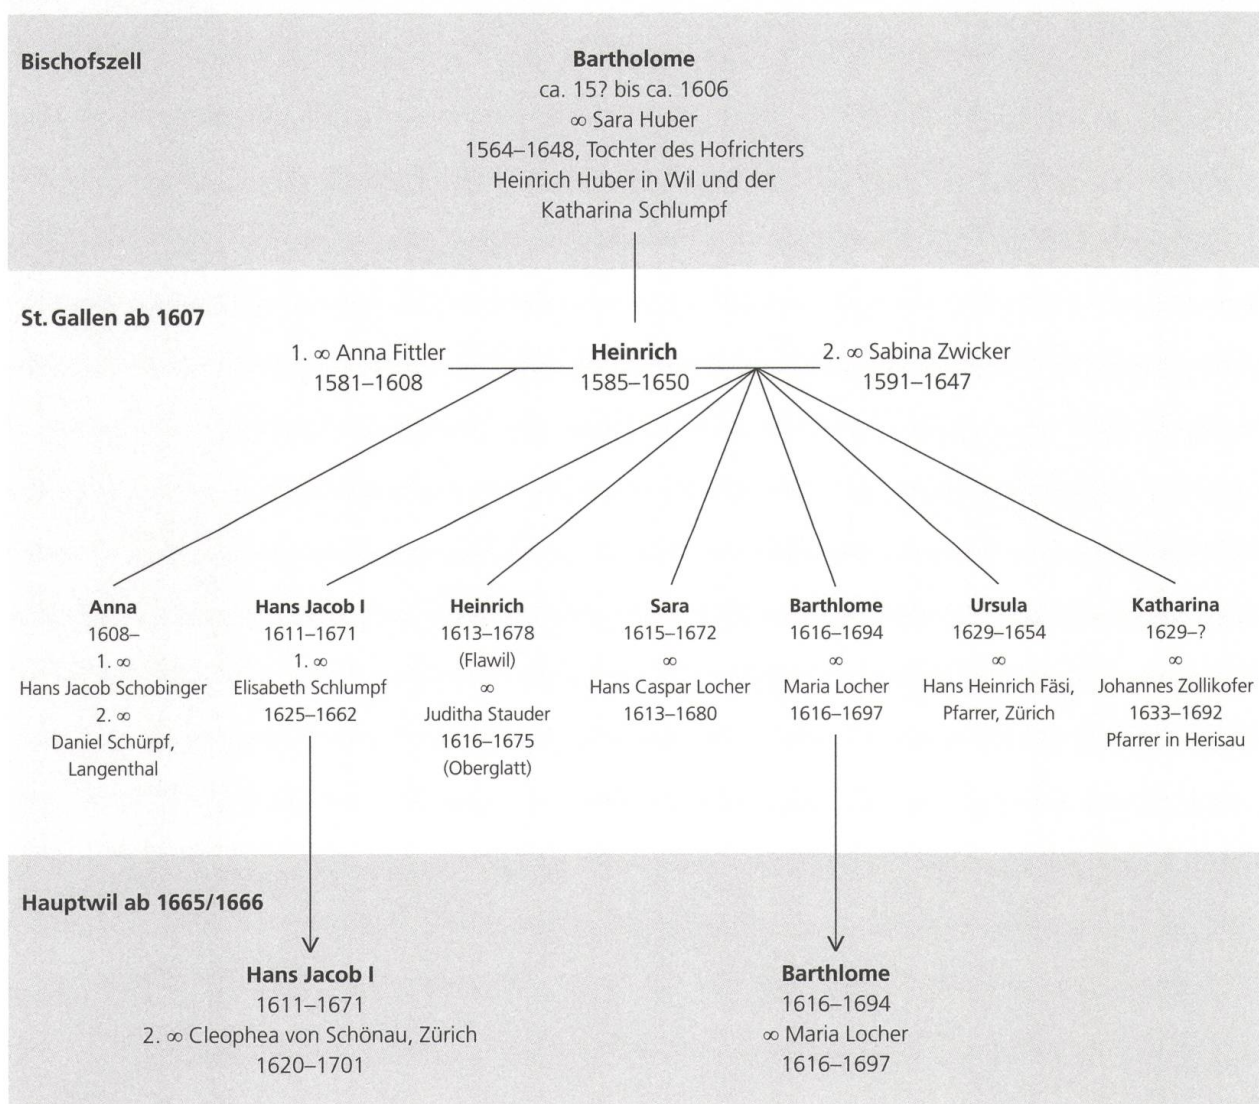 Bischofszell
Bartholome
ca. 15? bis ca. 1606
∞ Sara Huber
1564–1648, Tochter des Hofrichters
Heinrich Huber in Wil und der
Katharina Schlumpf
St. Gallen ab 1607
1. ∞ Anna Fittler
1581–1608
Heinrich
1585–1650
2. ∞ Sabina Zwicker
1591–1647
Anna
1608–
1. ∞
Hans Jacob Schobinger
2. ∞
Daniel Schürpf,
Langenthal
Hans Jacob I
1611–1671
1. ∞
Elisabeth Schlumpf
1625–1662
Heinrich
1613–1678
(Flawil)
∞
Juditha Stauder
1616–1675
(Oberglatt)
Sara
1615–1672
∞
Hans Caspar Locher
1613–1680
Barthlome
1616–1694
∞
Maria Locher
1616–1697
Ursula
1629–1654
∞
Hans Heinrich Fäsi,
Pfarrer, Zürich
Katharina
1629–?
∞
Johannes Zollikofer
1633–1692
Pfarrer in Herisau
Hauptwil ab 1665/1666
Hans Jacob I
1611–1671
2. ∞ Cleophea von Schönau, Zürich
1620–1701
Barthlome
1616–1694
∞ Maria Locher
1616–1697